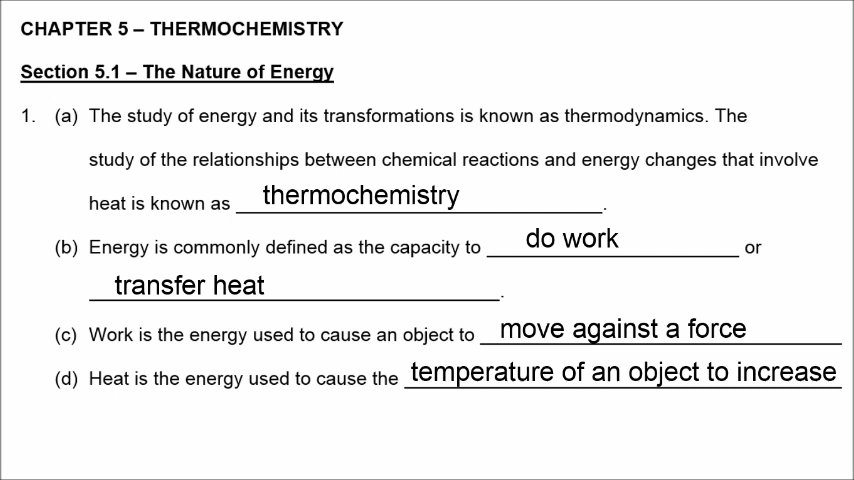 CHAPTER 5 – THERMOCHEMISTRY
Section 5.1 – The Nature of Energy
1. (a) The study of energy and its transformations is known as thermodynamics. The
study of the relationships between chemical reactions and energy changes that involve
heat is known as thermochemistry.
(b) Energy is commonly defined as the capacity to do work or
transfer heat.
(c) Work is the energy used to cause an object to move against a force
(d) Heat is the energy used to cause the temperature of an object to increase